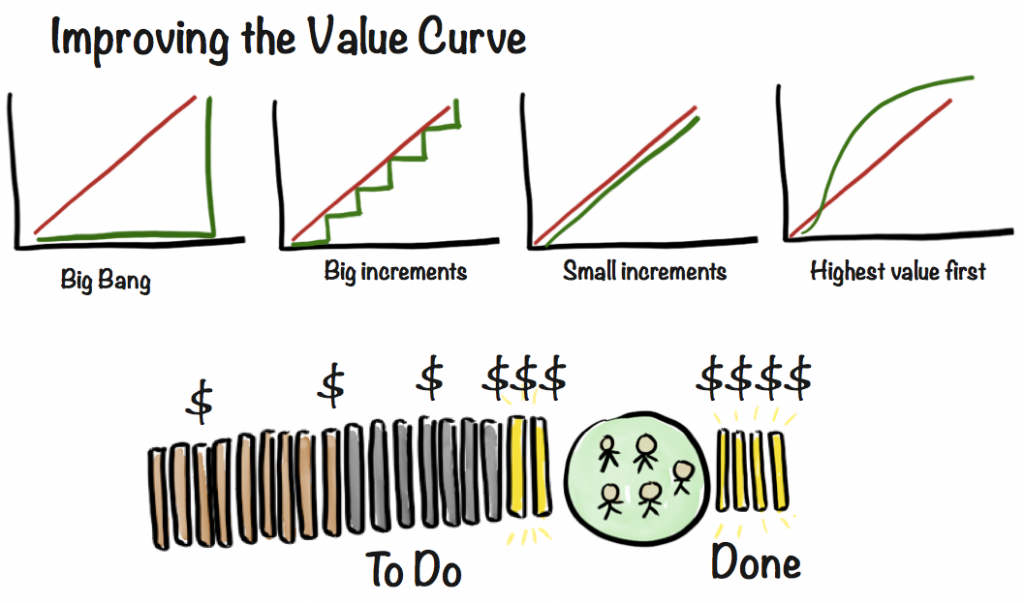 Improving the Value Curve
Big Bang
Big increments
Small increments
Highest value first
$
$
$
$$$
$$$$
To Do
Done